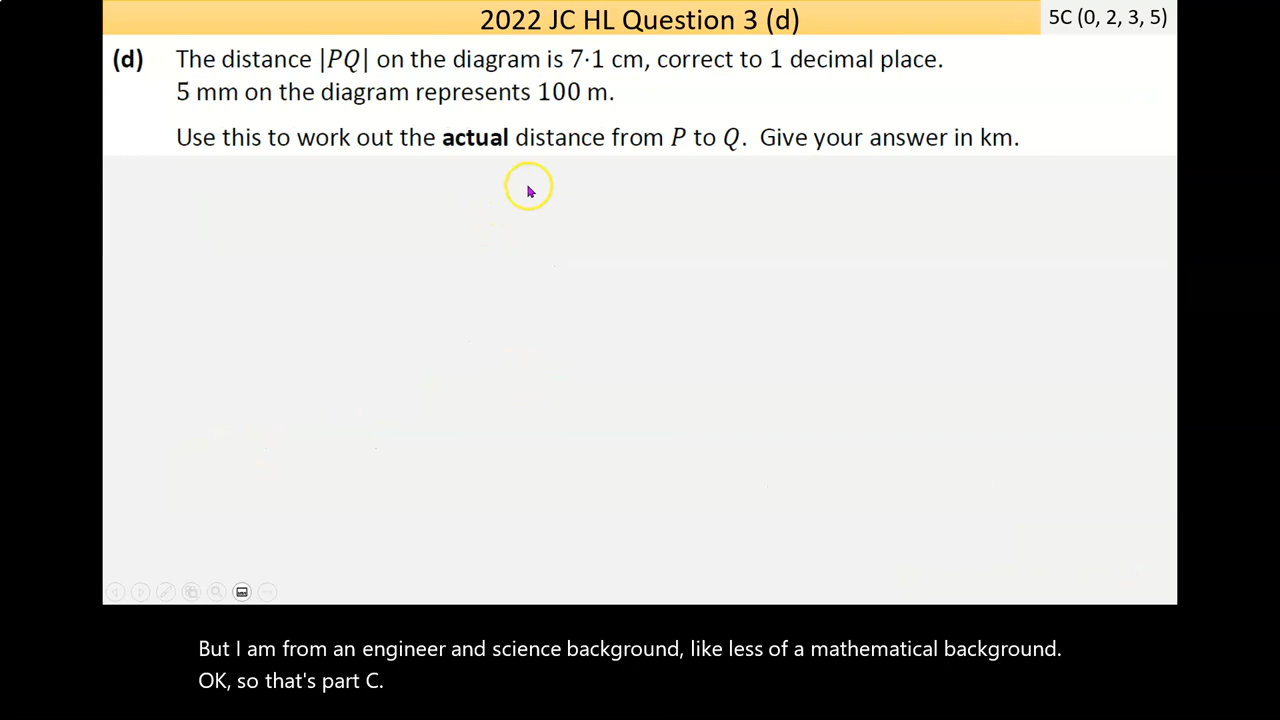 2022 JC HL Question 3 (d)
5C (0, 2, 3, 5)
(d) The distance |PQ| on the diagram is 7·1 cm, correct to 1 decimal place.
5 mm on the diagram represents 100 m.
Use this to work out the actual distance from P to Q. Give your answer in km.
But I am from an engineer and science background, like less of a mathematical background.
OK, so that's part C.